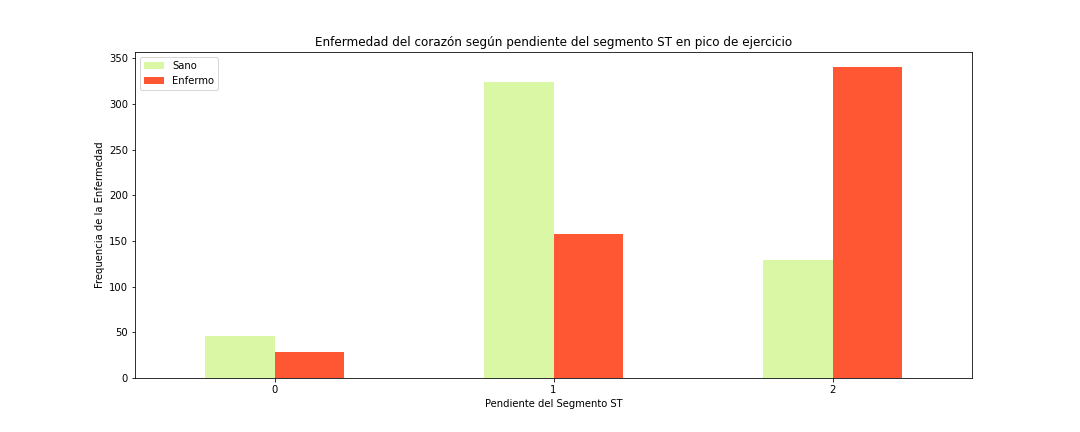 Enfermedad del corazón según pendiente del segmento ST en pico de ejercicio
Sano
Enfermo
Frequencia de la Enfermedad
350
300
250
200
150
100
50
0
0 1 2
Pendiente del Segmento ST